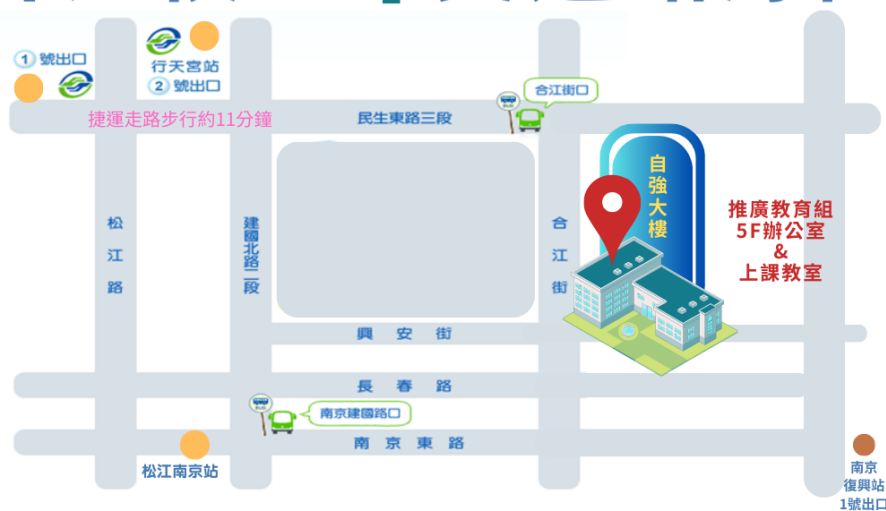 1 號出口
行天宮站
2 號出口
合江街口
BUS
捷運走路步行約11分鐘
民生東路三段
自強大樓
推廣教育組
5F辦公室
&
上課教室
松江路
建國北路二段
合江街
興安街
長春路
BUS
南京建國路口
南京東路
松江南京站
南京
復興站
1號出口